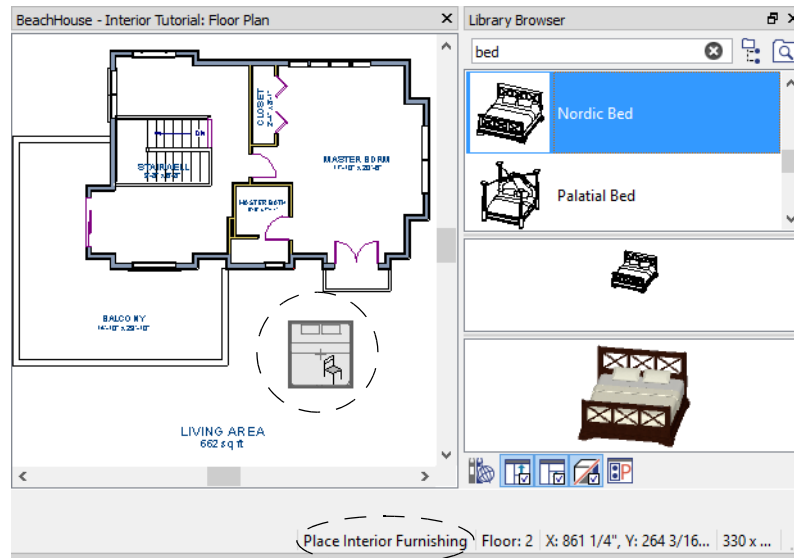 BeachHouse - Interior Tutorial: Floor Plan
Library Browser
bed
CLOSET
Nordic Bed
DN
STAIRWELL
MASTER BDRM
Palatial Bed
MASTER BATH
BALCONY
LIVING AREA
662 sq ft
P
Place Interior Furnishing
Floor: 2
X: 861 1/4", Y: 264 3/16...
330 x ...